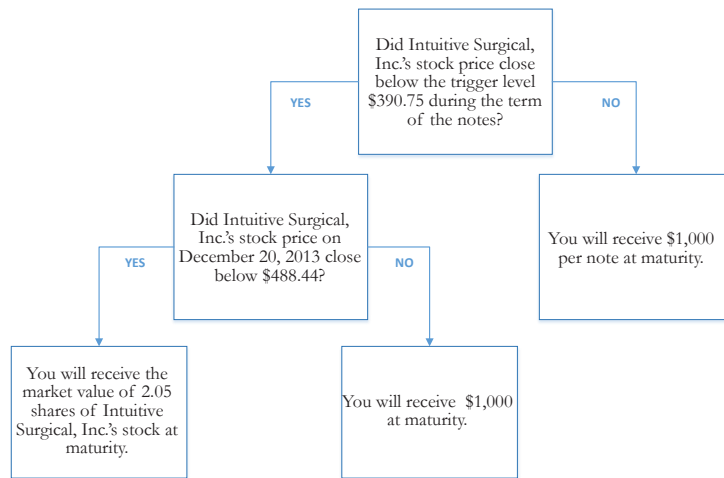 Did Intuitive Surgical,
Inc.'s stock price close
below the trigger level
$390.75 during the term
of the notes?
YES
NO
Did Intuitive Surgical,
Inc.'s stock price on
December 20, 2013 close
below $488.44?
You will receive $1,000
per note at maturity.
YES
NO
You will receive the
market value of 2.05
shares of Intuitive
Surgical, Inc.'s stock at
maturity.
You will receive $1,000
at maturity.